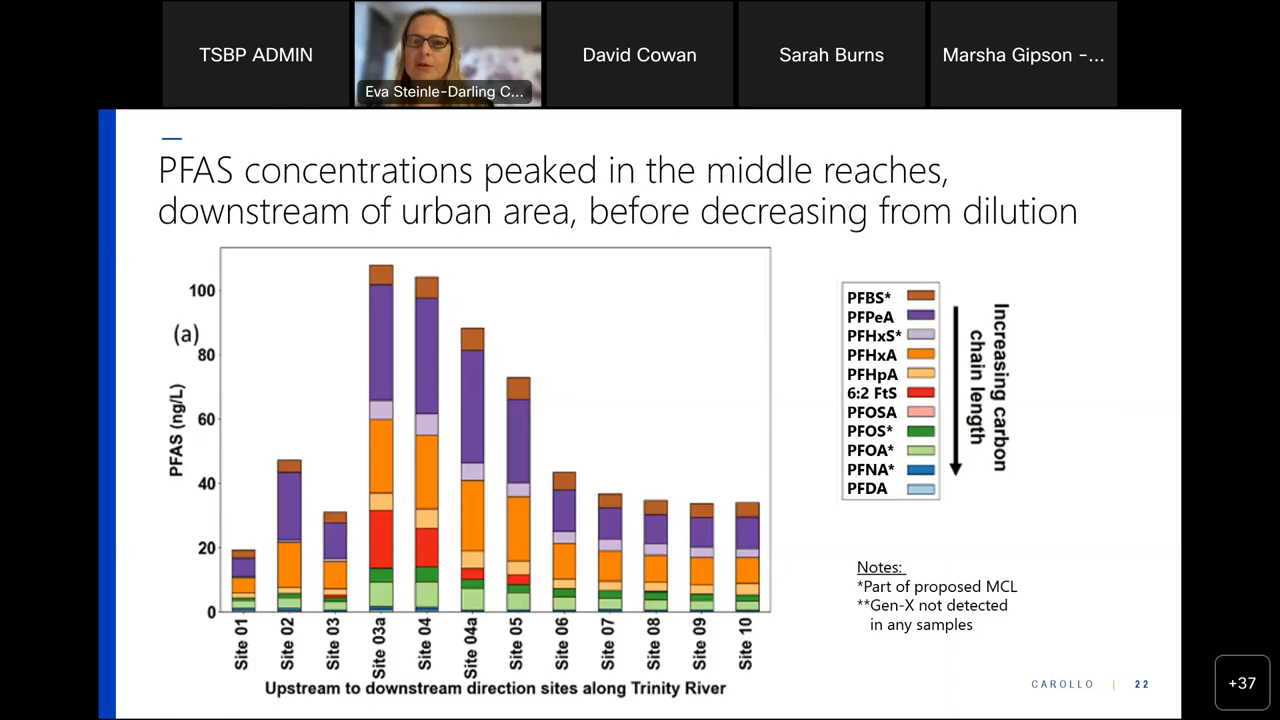 TSBP ADMIN
Eva Steinle-Darling C...
David Cowan
Sarah Burns
Marsha Gipson -...
PFAS concentrations peaked in the middle reaches,
downstream of urban area, before decreasing from dilution
(a)
PFAS (ng/L)
100
80
60
40
20
0
Site 01
Site 02
Site 03
Site 03a
Site 04
Site 04a
Site 05
Site 06
Site 07
Site 08
Site 09
Site 10
Upstream to downstream direction sites along Trinity River
PFBS*
PFPeA
PFHxS*
PFHxA
PFHpA
6:2 FtS
PFOSA
PFOS*
PFOA*
PFNA*
PFDA
Increasing carbon
chain length
Notes:
*Part of proposed MCL
**Gen-X not detected
in any samples
CAROLLO | 22
+37